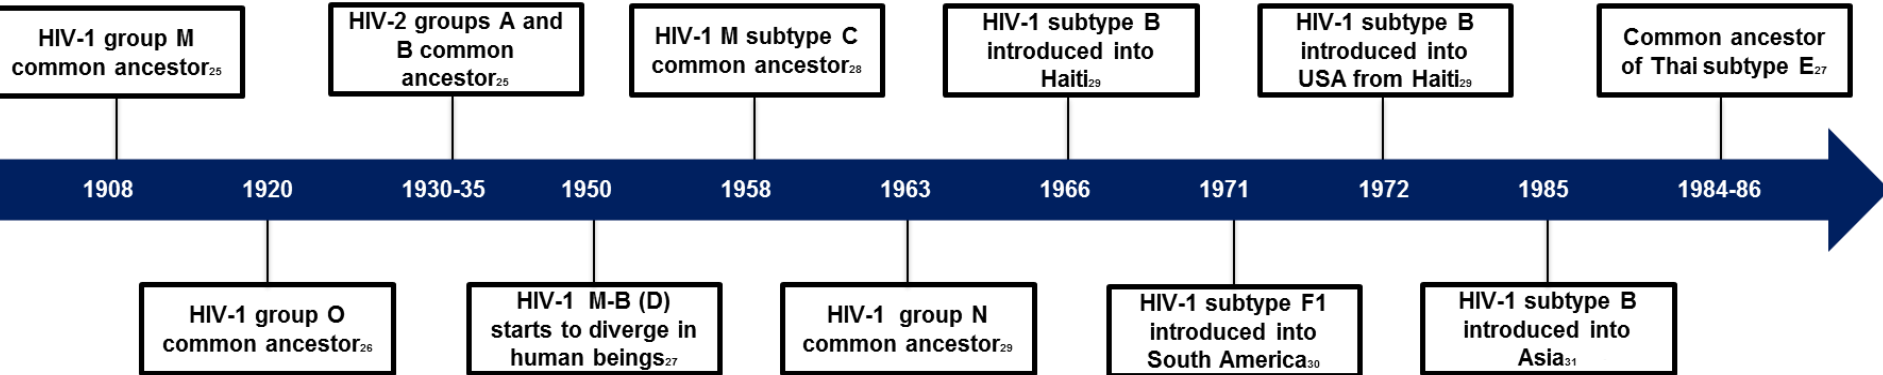 HIV-1 group M
common ancestor25
HIV-2 groups A and
B common
ancestor25
HIV-1 M subtype C
common ancestor28
HIV-1 subtype B
introduced into
Haiti29
HIV-1 subtype B
introduced into
USA from Haiti29
Common ancestor
of Thai subtype E27
1908 1920 1930-35 1950 1958 1963 1966 1971 1972 1985 1984-86
HIV-1 group O
common ancestor26
HIV-1 M-B (D)
starts to diverge in
human beings27
HIV-1 group N
common ancestor29
HIV-1 subtype F1
introduced into
South America30
HIV-1 subtype B
introduced into
Asia31